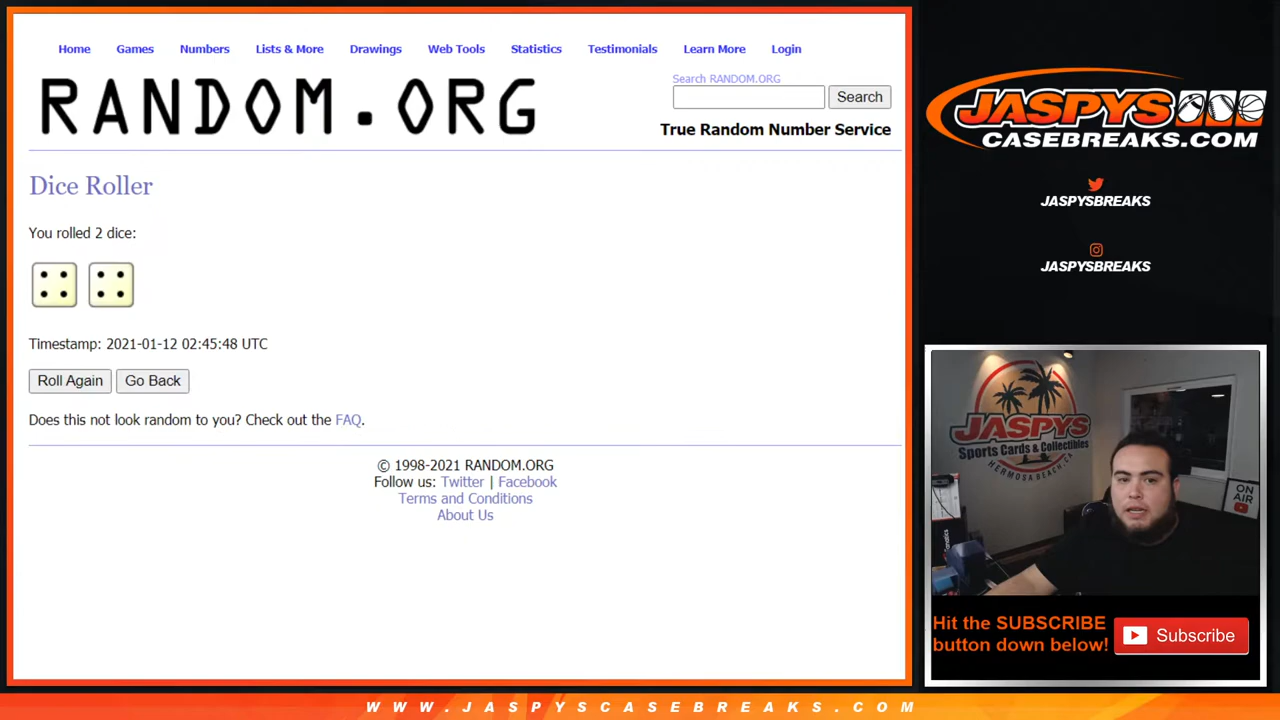 Home Games Numbers Lists & More Drawings Web Tools Statistics Testimonials Learn More Login
RANDOM.ORG
Search RANDOM.ORG
Search
True Random Number Service
Dice Roller
You rolled 2 dice:
Timestamp: 2021-01-12 02:45:48 UTC
Roll Again Go Back
Does this not look random to you? Check out the FAQ.
© 1998-2021 RANDOM.ORG
Follow us: Twitter | Facebook
Terms and Conditions
About Us
JASPYS
CASEBREAKS.COM
JASPYSBREAKS
JASPYSBREAKS
JASPYS
Sports Cards & Collectibles
HERMOSA BEACH, CA
ON
AIR
Fanatics
Hit the SUBSCRIBE
button down below!
Subscribe
WWW.JASPYSCASEBREAKS.COM